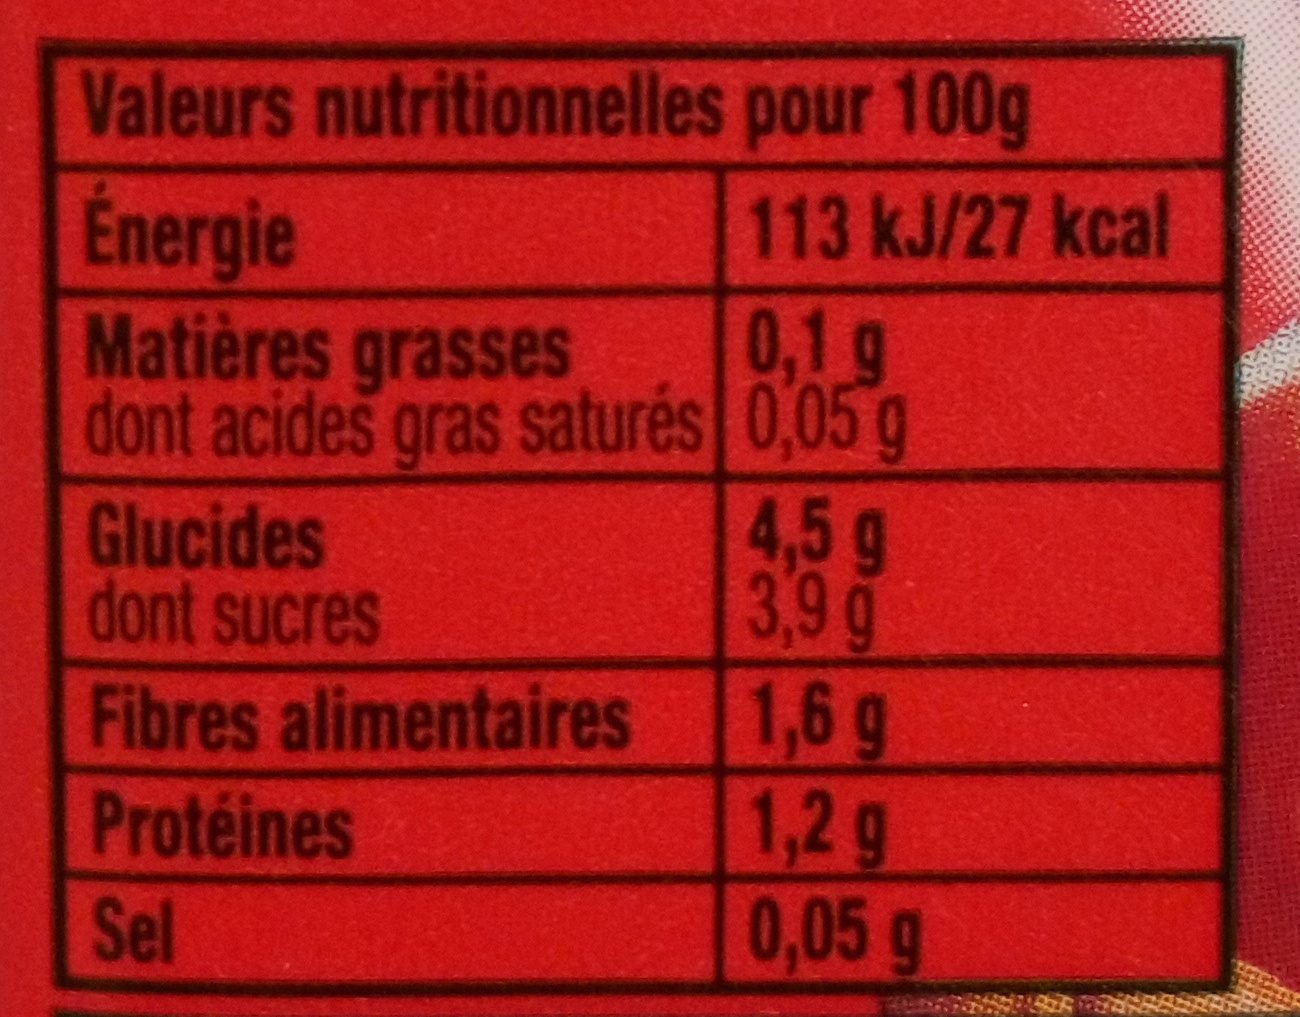 Valeurs nutritionnelles pour 100g
Énergie 113 kJ/27 kcal
Matières grasses 0,1 g
dont acides gras saturés 0,05 g
Glucides 4,5 g
dont sucres 3,9 g
Fibres alimentaires 1,6 g
Protéines 1,2 g
Sel 0,05 g